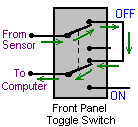 OFF
From
Sensor
To
Computer
ON
Front Panel
Toggle Switch